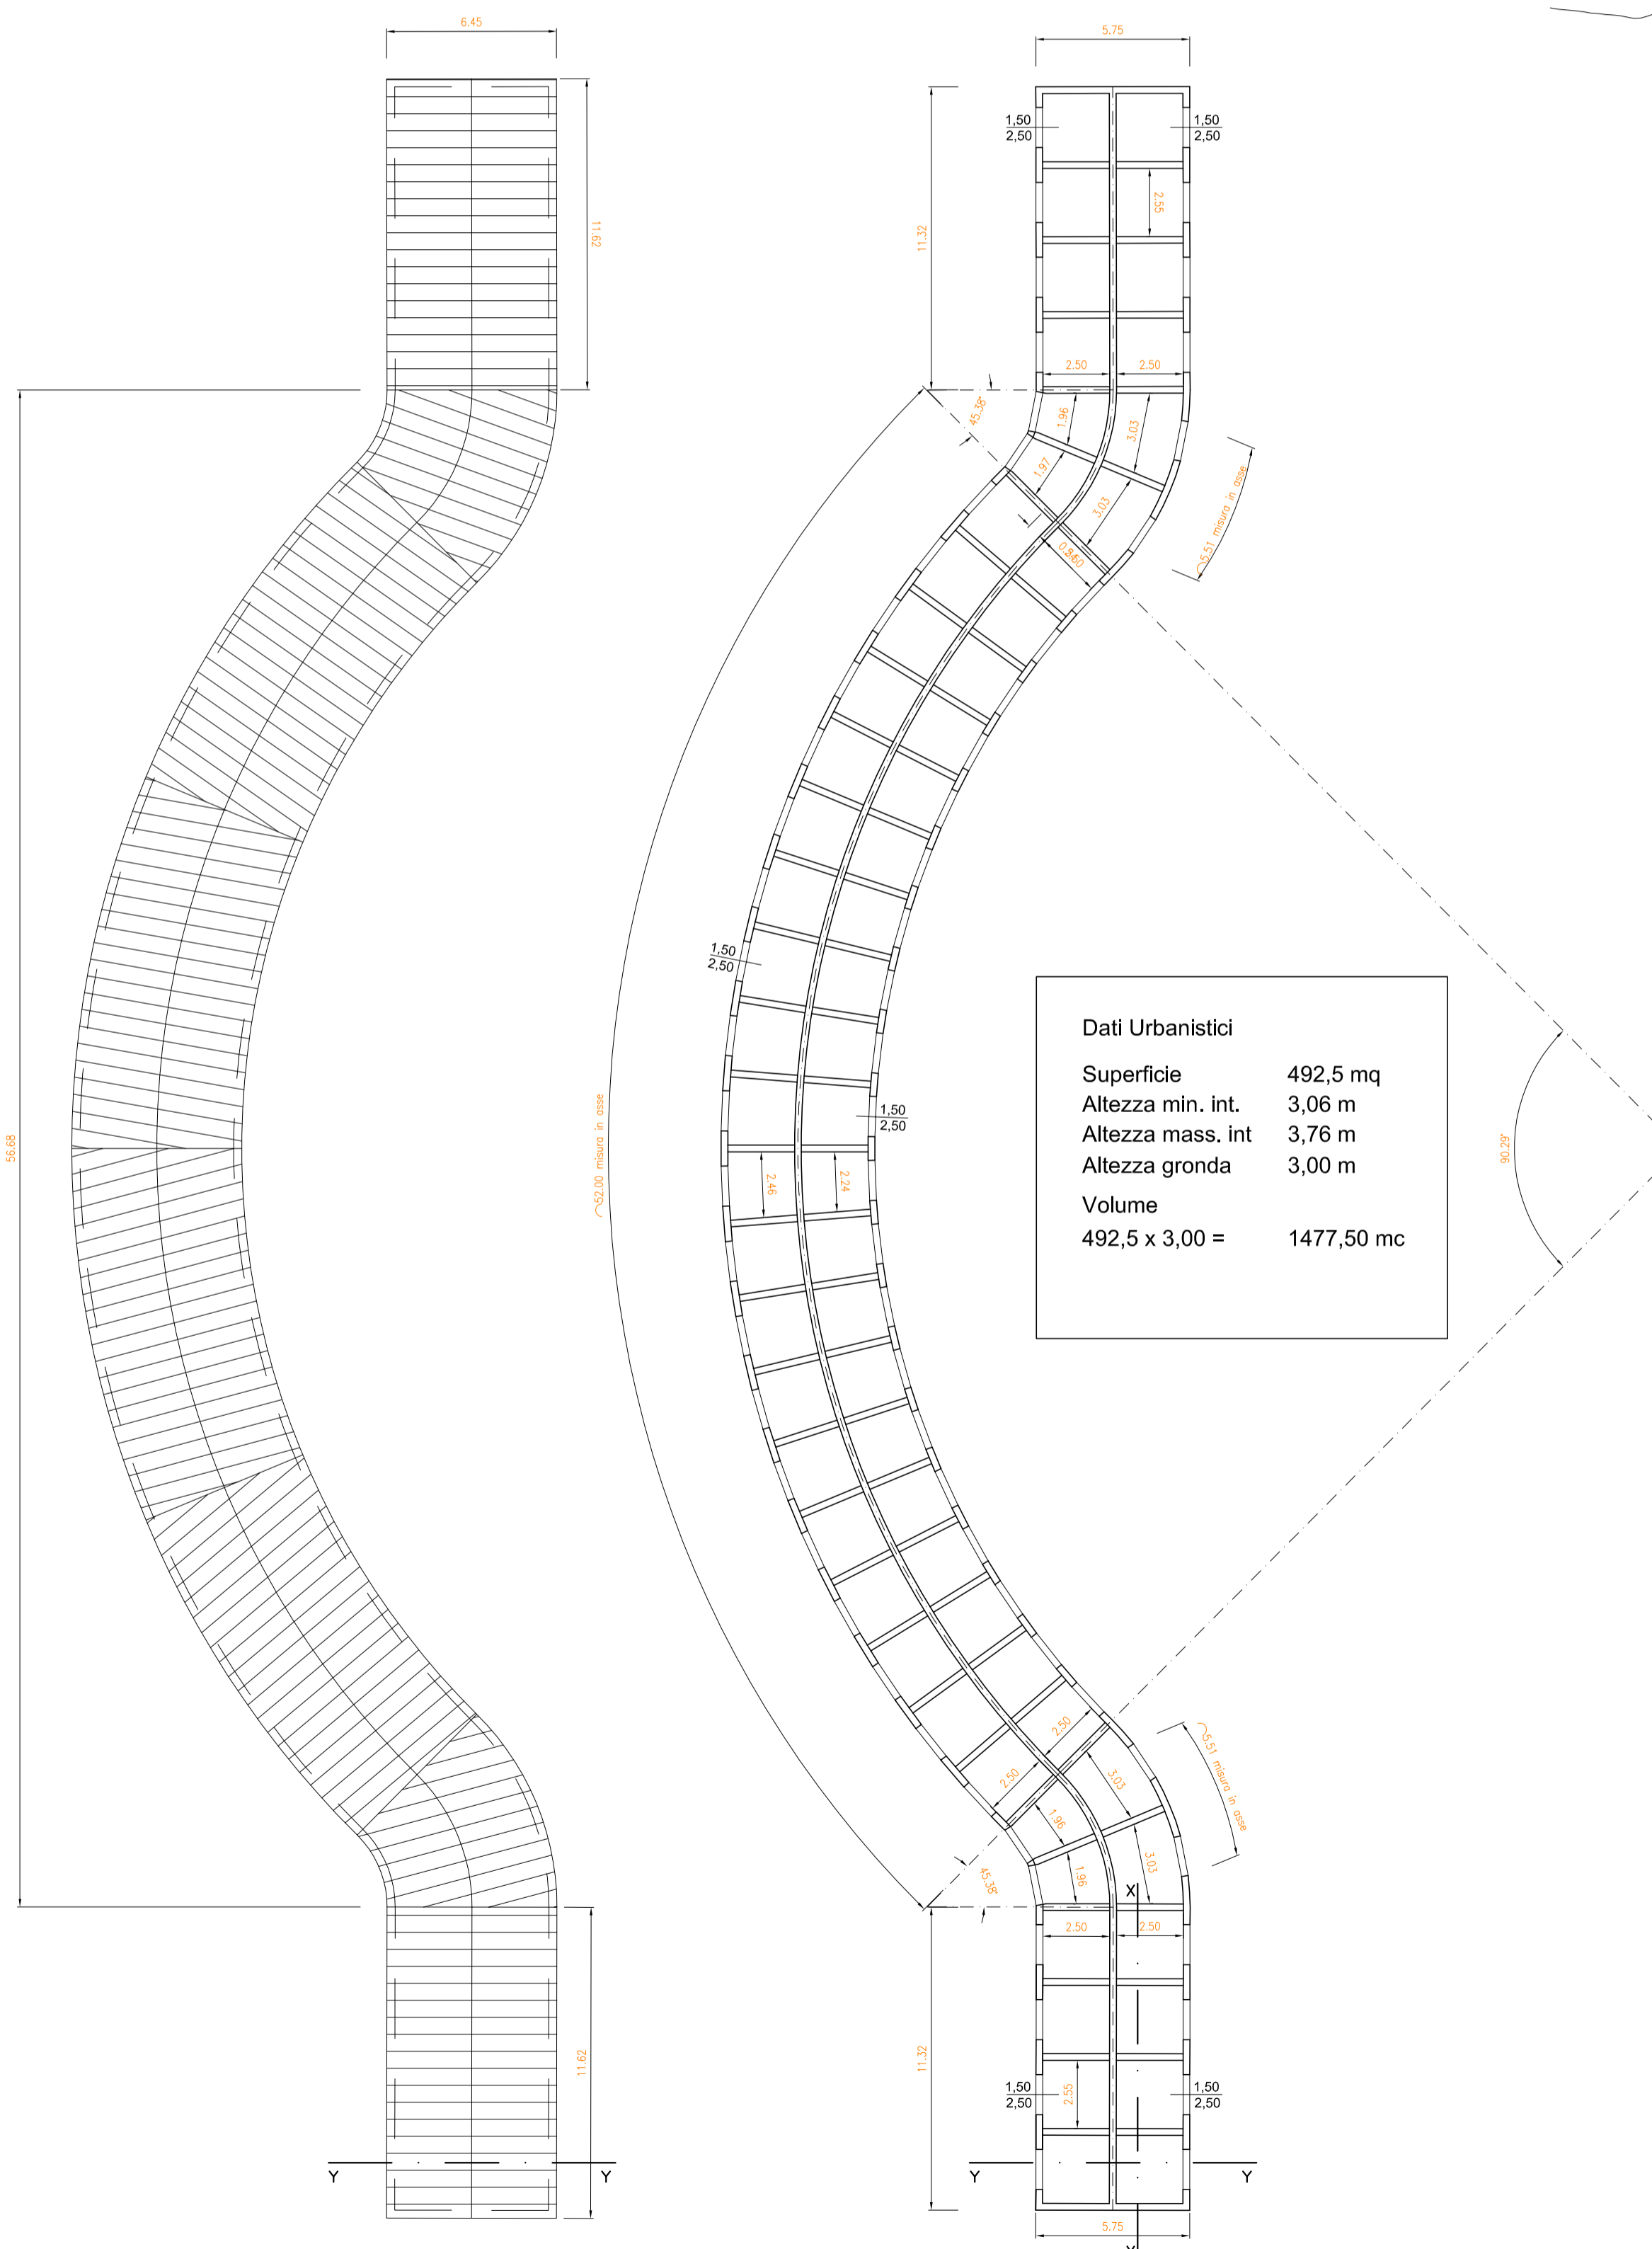 6.45
5.75
1,50
2,50
1,50
2,50
2.55
11.62
11.32
2.50
2.50
45.38°
1.96
3.03
1.97
3.03
5.51 misura in asse
1,50
2,50
Dati Urbanistici
Superficie 492,5 mq
Altezza min. int. 3,06 m
Altezza mass. int 3,76 m
Altezza gronda 3,00 m
Volume
492,5 x 3,00 = 1477,50 mc
1,50
2,50
56.68
52.00 misura in asse
2.46
2.24
90.29°
2.50
2.50
3.03
5.51 misura in asse
1.96
3.03
1.96
45.38°
X
2.50
2.50
11.62
11.32
2.55
1,50
2,50
1,50
2,50
Y
Y
Y
Y
5.75